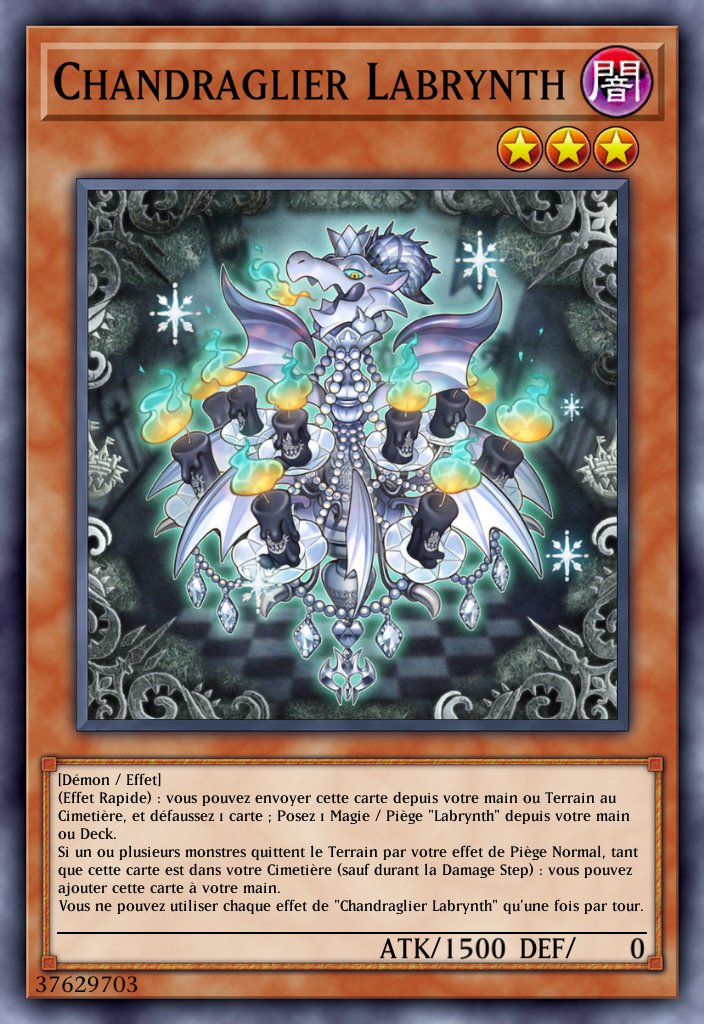 Chandraglier Labrynth
闇
[Démon / Effet]
(Effet Rapide) : vous pouvez envoyer cette carte depuis votre main ou Terrain au
Cimetière, et défaussez 1 carte ; Posez 1 Magie / Piège "Labrynth" depuis votre main
ou Deck.
Si un ou plusieurs monstres quittent le Terrain par votre effet de Piège Normal, tant
que cette carte est dans votre Cimetière (sauf durant la Damage Step) : vous pouvez
ajouter cette carte à votre main.
Vous ne pouvez utiliser chaque effet de "Chandraglier Labrynth" qu'une fois par tour.
ATK/1500 DEF/ 0
37629703